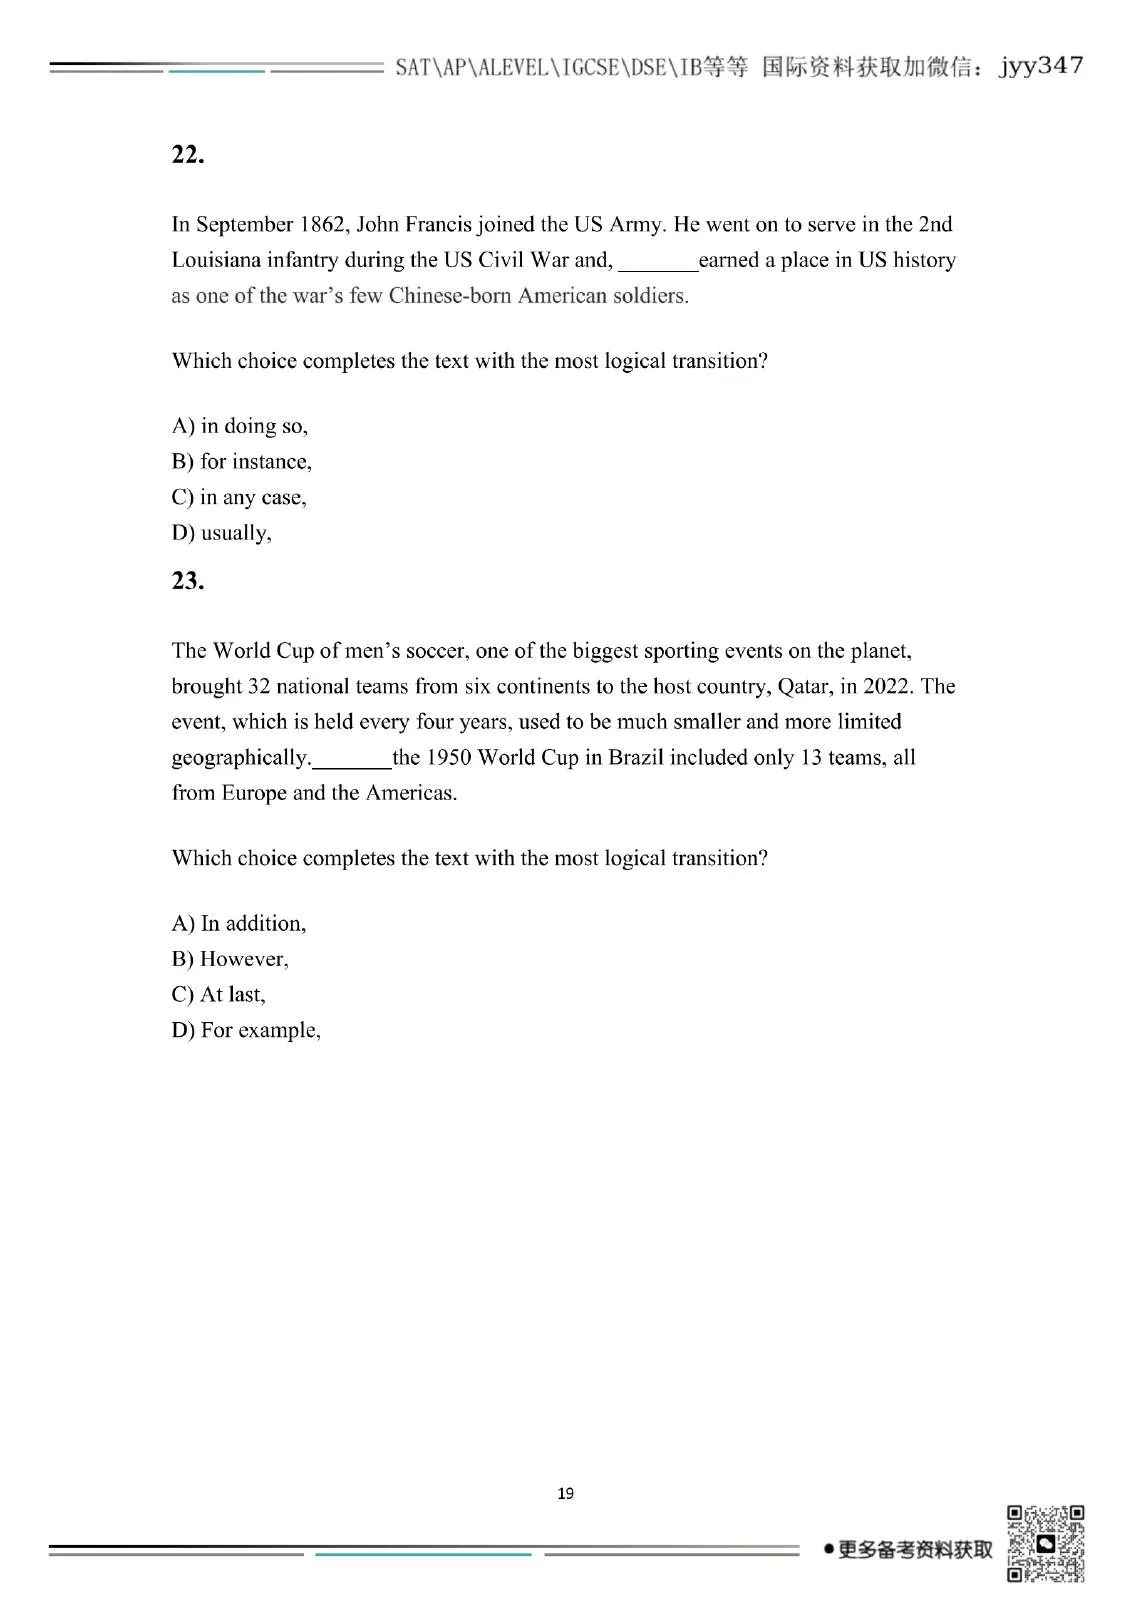 SAT\AP\ALEVEL\IGCSE\DSE\IB等等 国际资料获取加微信：jyy347
22.
In September 1862, John Francis joined the US Army. He went on to serve in the 2nd
Louisiana infantry during the US Civil War and, _______earned a place in US history
as one of the war’s few Chinese-born American soldiers.
Which choice completes the text with the most logical transition?
A) in doing so,
B) for instance,
C) in any case,
D) usually,
23.
The World Cup of men’s soccer, one of the biggest sporting events on the planet,
brought 32 national teams from six continents to the host country, Qatar, in 2022. The
event, which is held every four years, used to be much smaller and more limited
geographically._______the 1950 World Cup in Brazil included only 13 teams, all
from Europe and the Americas.
Which choice completes the text with the most logical transition?
A) In addition,
B) However,
C) At last,
D) For example,
19
●更多备考资料获取